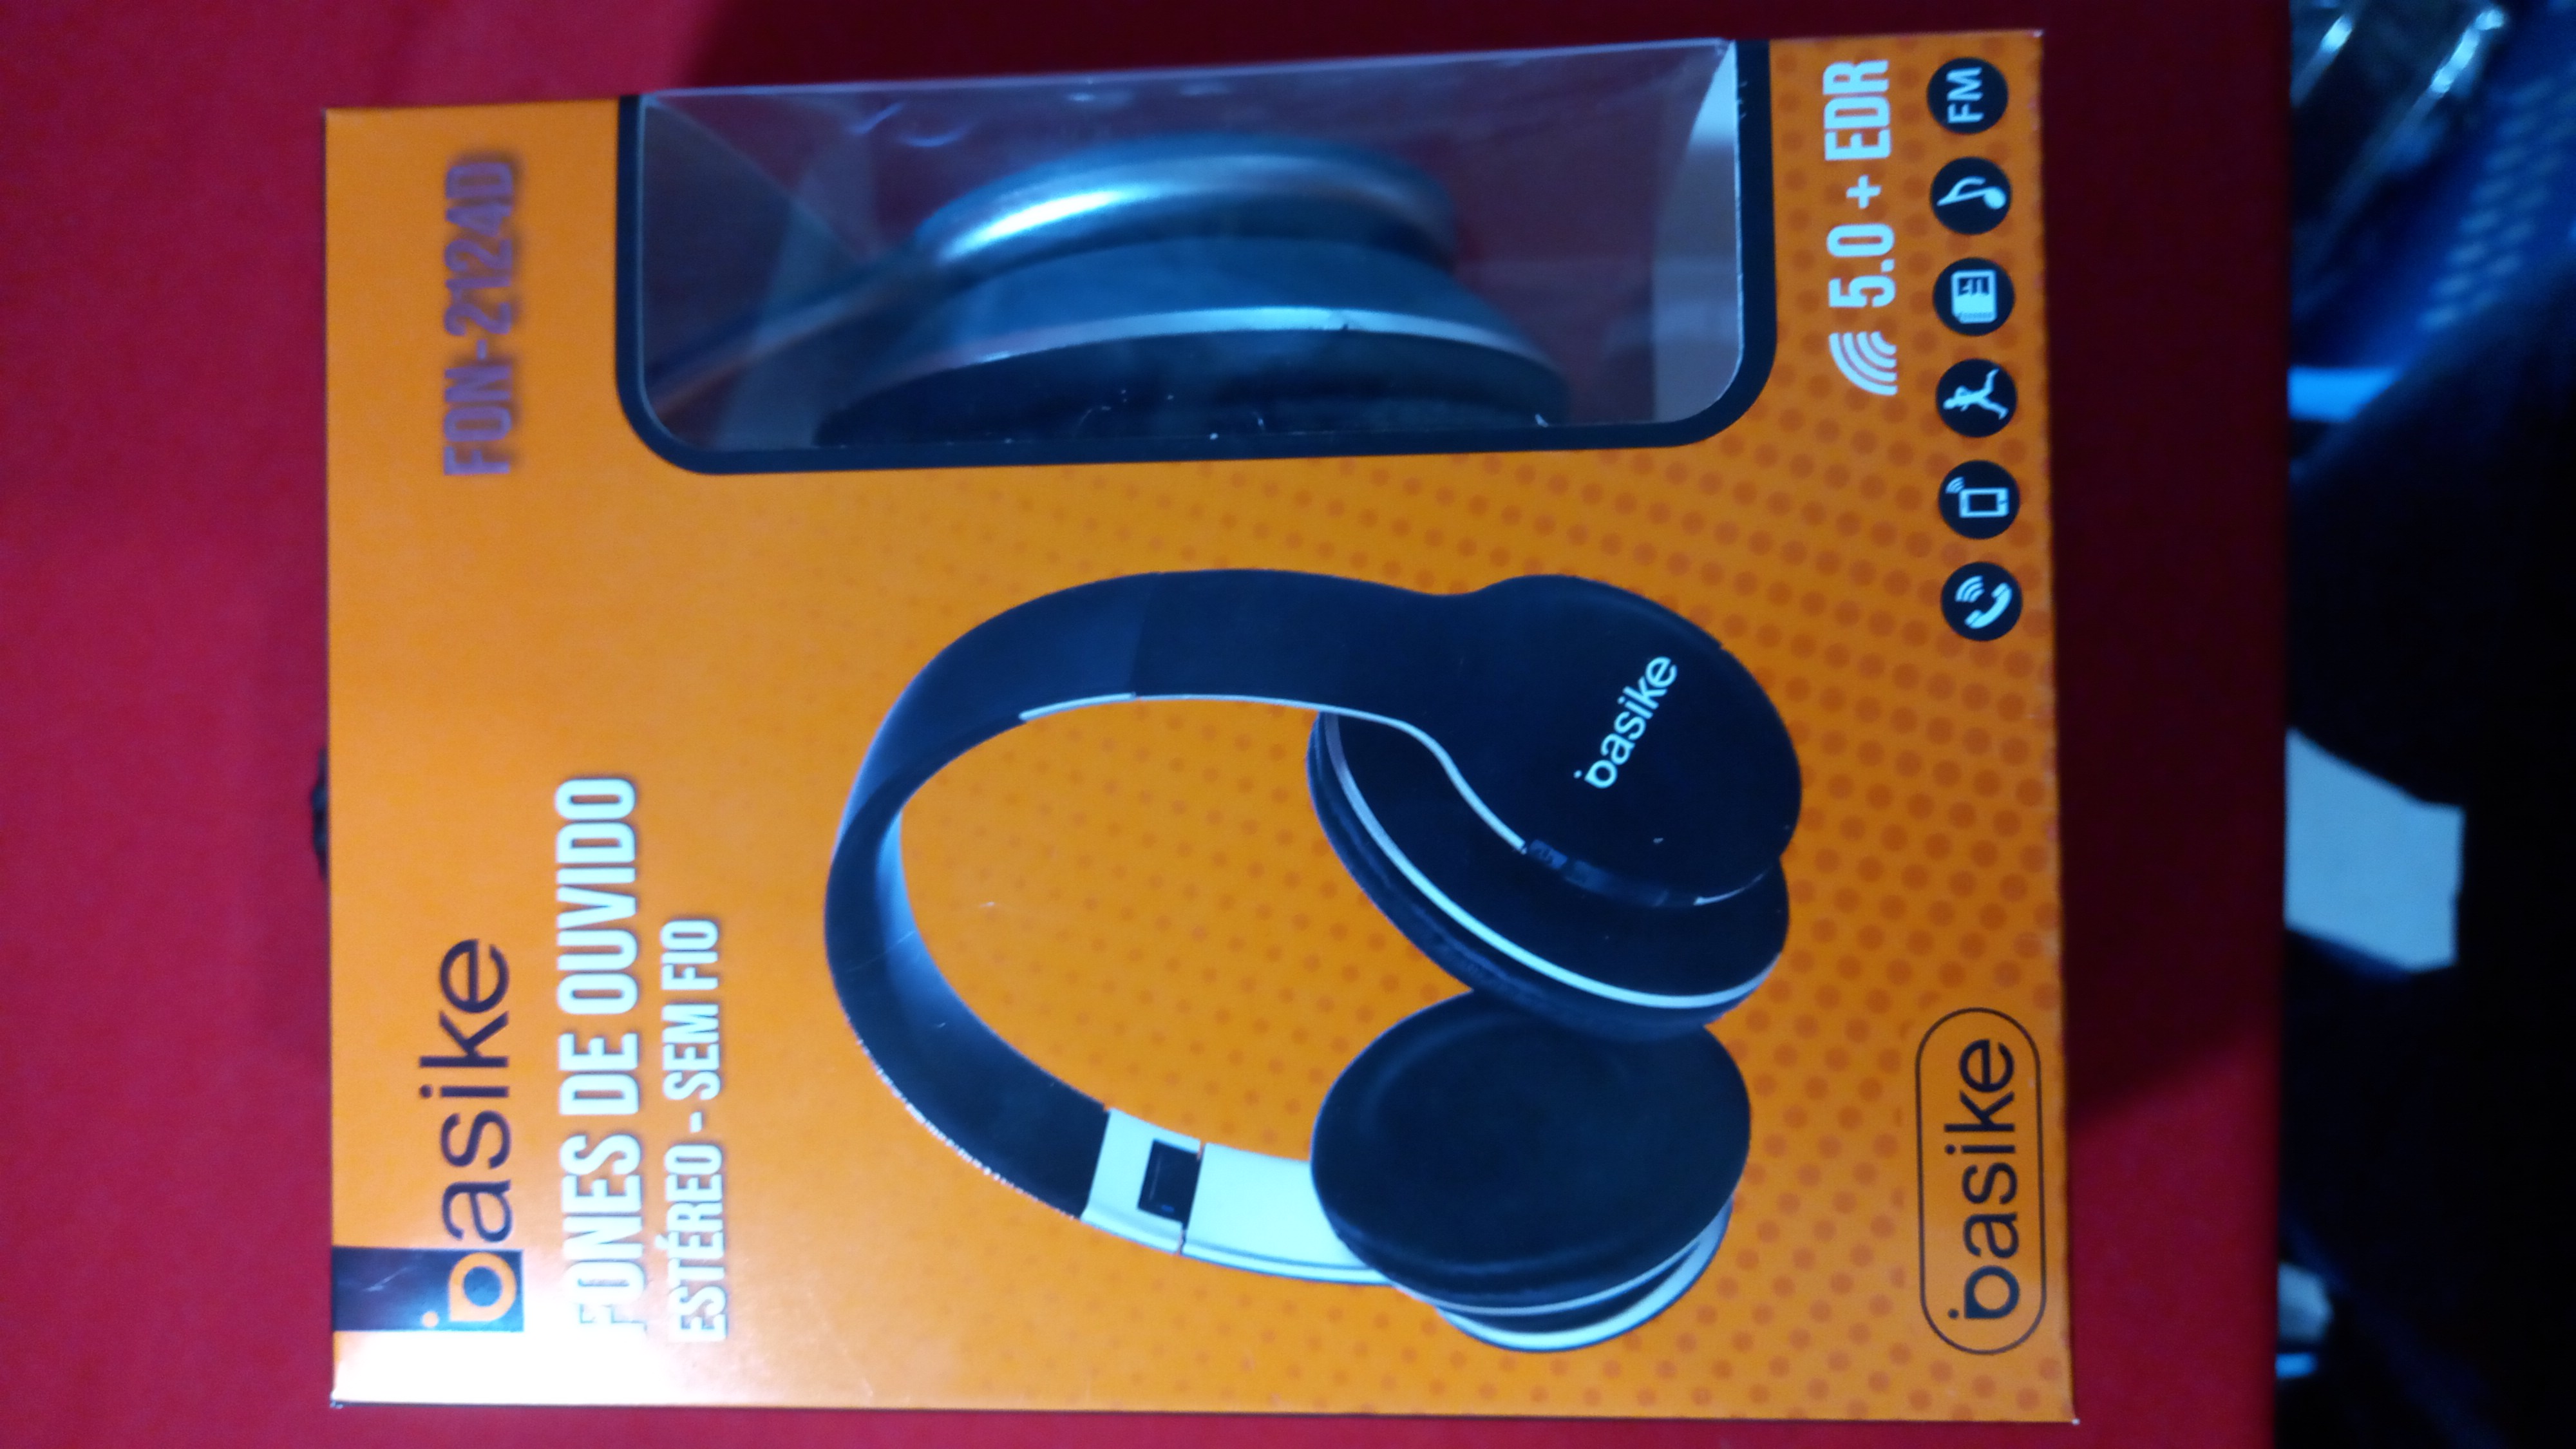 basike
FON-2124D
FONES DE OUVIDO
ESTÉREO - SEM FIO
basike
5.0 + EDR
basike
FM